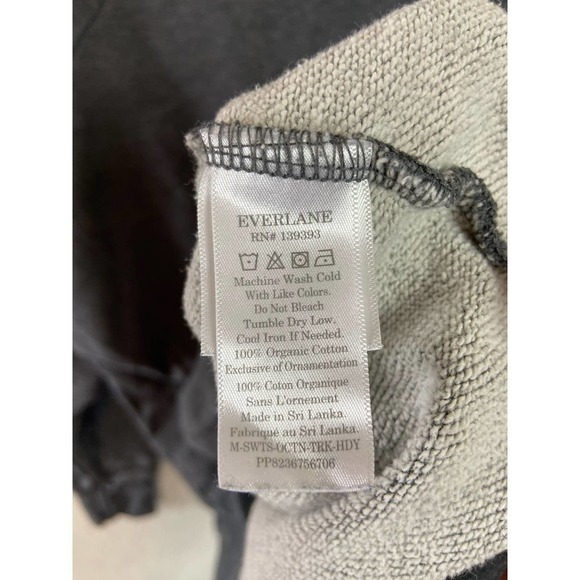 EVERLANE
RN# 139393
Machine Wash Cold
With Like Colors.
Do Not Bleach
Tumble Dry Low.
Cool Iron If Needed.
100% Organic Cotton
Exclusive of Ornamentation
100% Coton Organique
Sans L'ornement
Made in Sri Lanka
Fabriqué au Sri Lanka.
M-SWTS-OCTN-TRK-HDY
PP8236756706